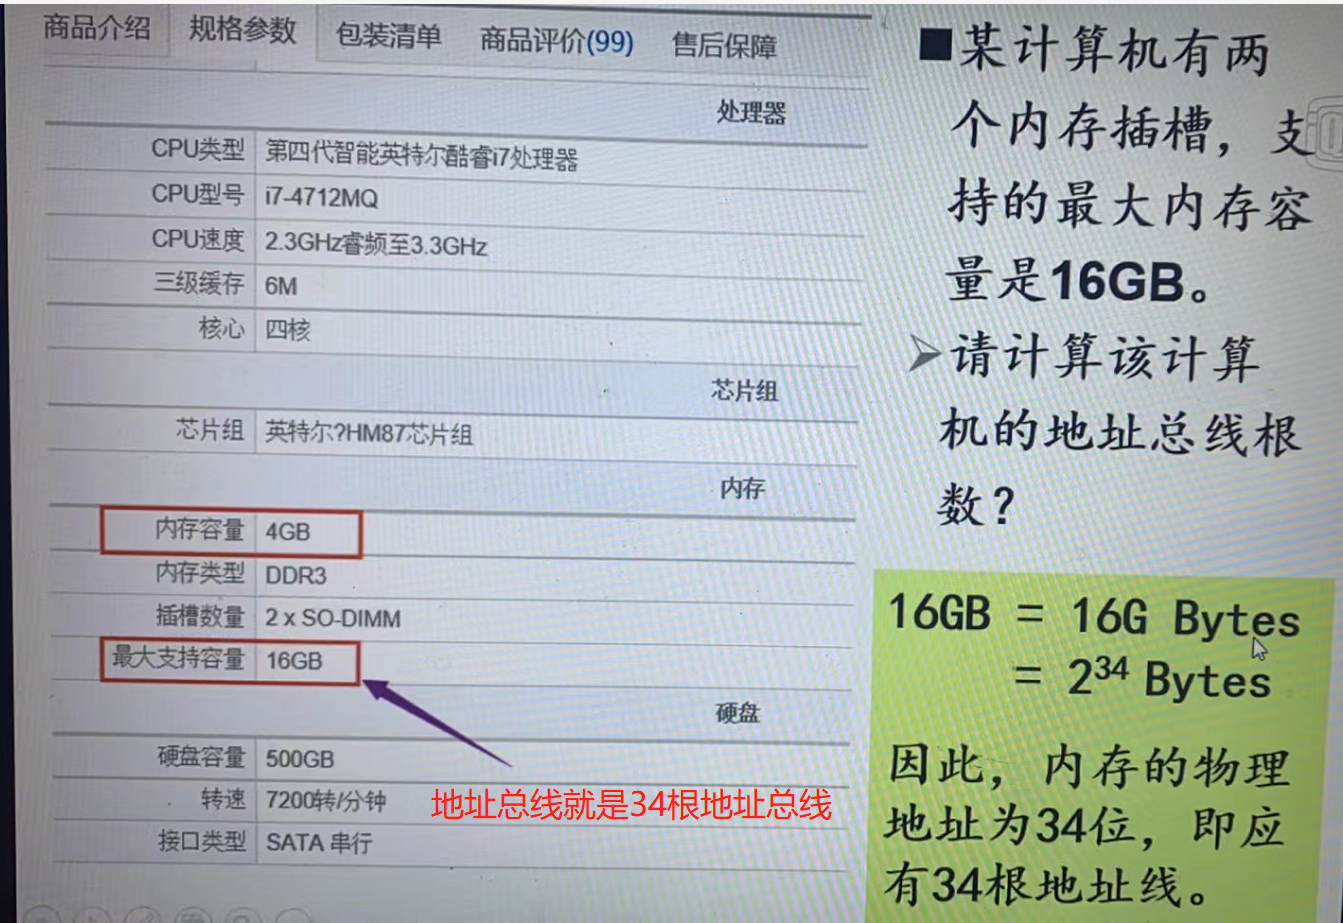 商品介绍 规格参数 包装清单 商品评价(99) 售后保障
处理器
CPU类型 第四代智能英特尔酷睿i7处理器
CPU型号 i7-4712MQ
CPU速度 2.3GHz睿频至3.3GHz
三级缓存 6M
核心 四核
芯片组
芯片组 英特尔?HM87芯片组
内存
内存容量 4GB
内存类型 DDR3
插槽数量 2 x SO-DIMM
最大支持容量 16GB
硬盘
硬盘容量 500GB
转速 7200转/分钟
接口类型 SATA 串行
地址总线就是34根地址总线
某计算机有两
个内存插槽，支
持的最大内存容
量是16GB。
请计算该计算
机的地址总线根
数？
16GB = 16G Bytes
= 2³⁴ Bytes
因此，内存的物理
地址为34位，即应
有34根地址线。